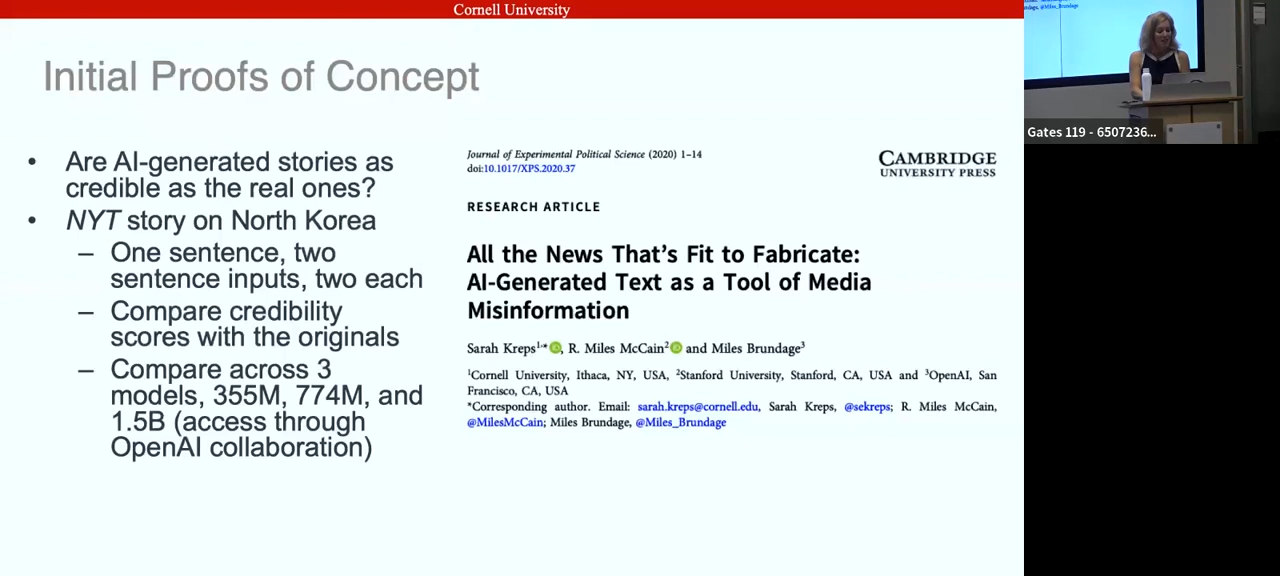 Cornell University
Initial Proofs of Concept
• Are AI-generated stories as
credible as the real ones?
• NYT story on North Korea
– One sentence, two
sentence inputs, two each
– Compare credibility
scores with the originals
– Compare across 3
models, 355M, 774M, and
1.5B (access through
OpenAI collaboration)
Journal of Experimental Political Science (2020) 1–14
doi:10.1017/XPS.2020.37
CAMBRIDGE
UNIVERSITY PRESS
RESEARCH ARTICLE
All the News That's Fit to Fabricate:
AI-Generated Text as a Tool of Media
Misinformation
Sarah Kreps1,* , R. Miles McCain2 and Miles Brundage3
1Cornell University, Ithaca, NY, USA, 2Stanford University, Stanford, CA, USA and 3OpenAI, San
Francisco, CA, USA
*Corresponding author. Email: sarah.kreps@cornell.edu, Sarah Kreps, @sekreps; R. Miles McCain,
@MilesMcCain; Miles Brundage, @Miles_Brundage
@Miles_Brundage
Gates 119 - 6507236...